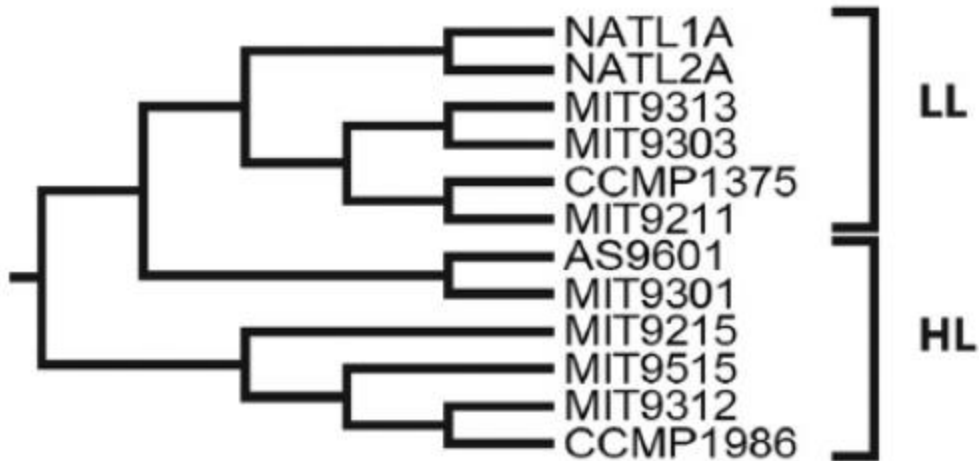 NATL1A
NATL2A
MIT9313
MIT9303
CCMP1375
MIT9211
AS9601
MIT9301
MIT9215
MIT9515
MIT9312
CCMP1986
LL
HL